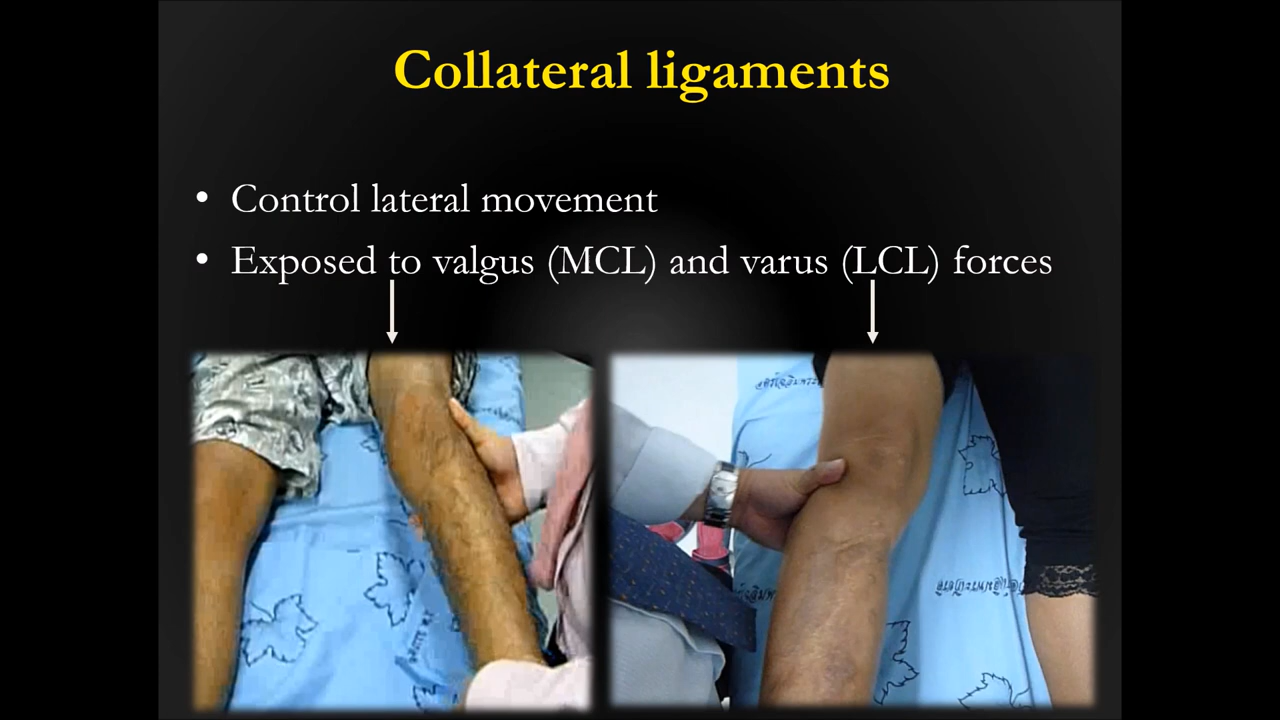 Collateral ligaments
• Control lateral movement
• Exposed to valgus (MCL) and varus (LCL) forces